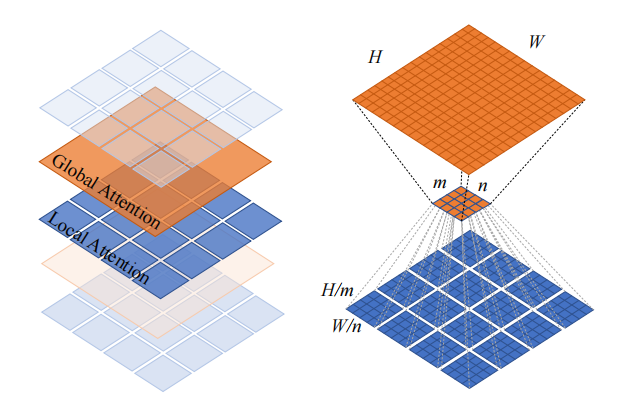 Global Attention
Local Attention
H
W
m
n
H/m
W/n